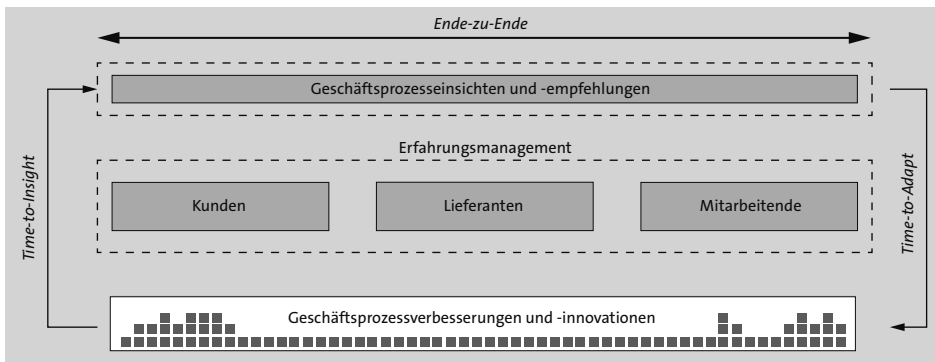 Ende-zu-Ende
Geschäftsprozesseinsichten und -empfehlungen
Erfahrungsmanagement
Kunden
Lieferanten
Mitarbeitende
Time-to-Insight
Time-to-Adapt
Geschäftsprozessverbesserungen und -innovationen